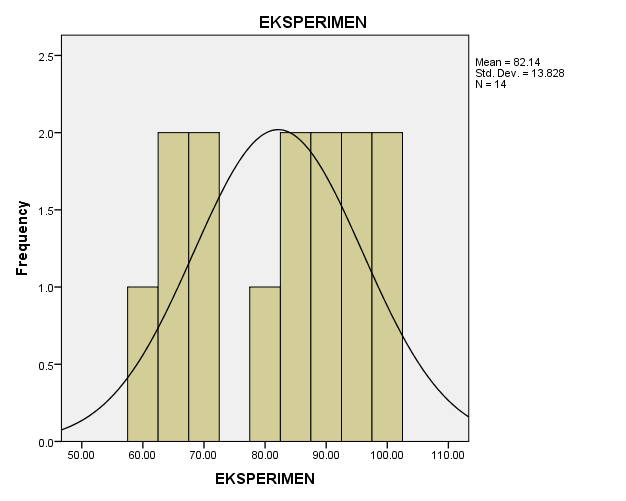 EKSPERIMEN
Mean = 82.14
Std. Dev. = 13.828
N = 14
2.5
2.0
1.5
1.0
0.5
0.0
Frequency
50.00 60.00 70.00 80.00 90.00 100.00 110.00
EKSPERIMEN